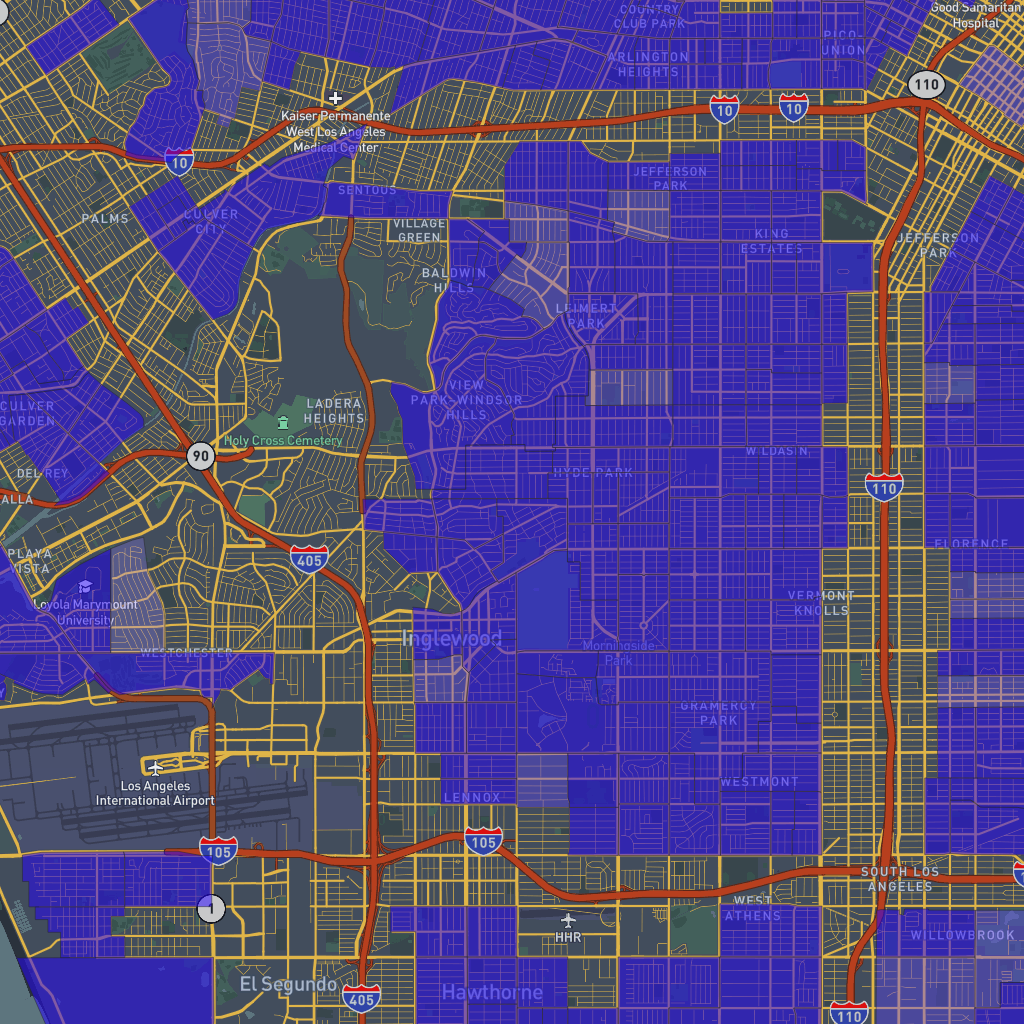 COUNTRY
CLUB PARK
Good Samaritan
Hospital
PICO-
UNION
ARLINGTON
HEIGHTS
110
10
10
Kaiser Permanente
West Los Angeles
Medical Center
10
JEFFERSON
PARK
SENTOUS
PALMS
CULVER
CITY
VILLAGE
GREEN
KING
ESTATES
JEFFERSON
PARK
BALDWIN
HILLS
LEIMERT
PARK
VIEW
PARK-WINDSOR
HILLS
LADERA
HEIGHTS
CULVER
GARDEN
Holy Cross Cemetery
90
WILDASIN
DEL REY
HYDE PARK
110
ALLA
405
FLORENCE
PLAYA
VISTA
Loyola Marymount
University
VERMONT
KNOLLS
Inglewood
Morningside
Park
WESTCHESTER
GRAMERCY
PARK
Los Angeles
International Airport
WESTMONT
LENNOX
105
105
SOUTH LOS
ANGELES
1
WEST
ATHENS
HHR
WILLOWBROOK
El Segundo
Hawthorne
405
110